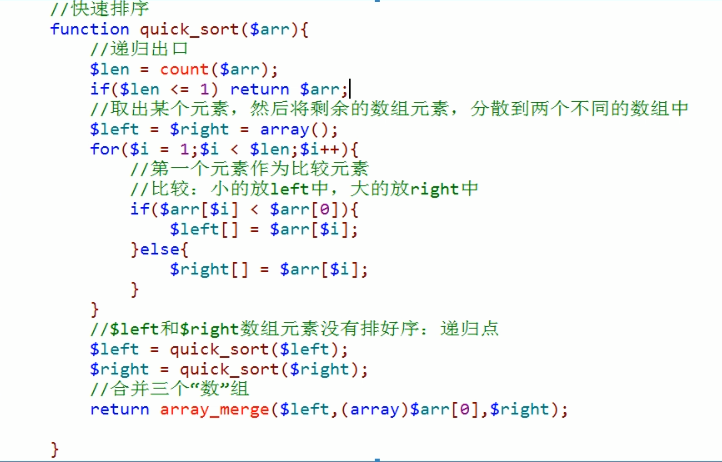 //快速排序
function quick_sort($arr){
//递归出口
$len = count($arr);
if($len <= 1) return $arr;
//取出某个元素，然后将剩余的数组元素，分散到两个不同的数组中
$left = $right = array();
for($i = 1;$i < $len;$i++){
//第一个元素作为比较元素
//比较：小的放left中，大的放right中
if($arr[$i] < $arr[0]){
$left[] = $arr[$i];
}else{
$right[] = $arr[$i];
}
}
//$left和$right数组元素没有排好序：递归点
$left = quick_sort($left);
$right = quick_sort($right);
//合并三个“数”组
return array_merge($left,(array)$arr[0],$right);
}